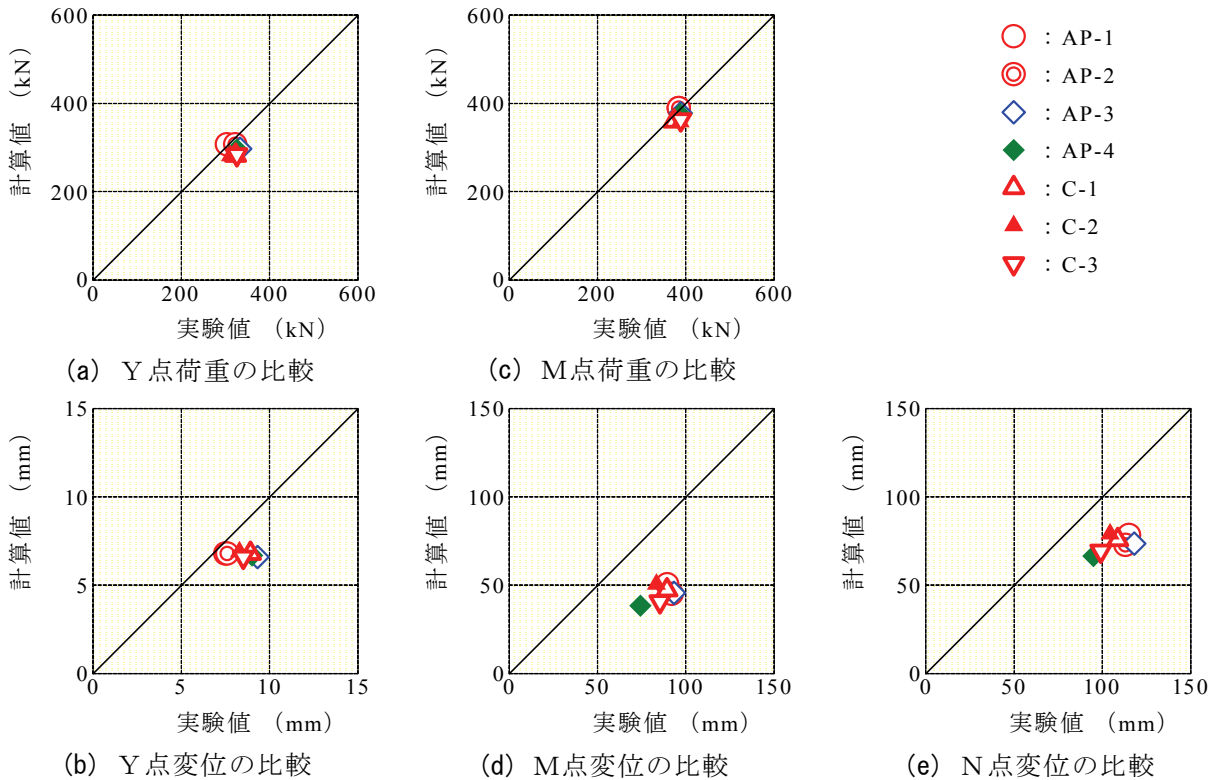 600
400
200
0
計算値 (kN)
0 200 400 600
実験値 (kN)
(a) Y点荷重の比較
600
400
200
0
計算値 (kN)
0 200 400 600
実験値 (kN)
(c) M点荷重の比較
: AP-1
: AP-2
: AP-3
: AP-4
: C-1
: C-2
: C-3
15
10
5
0
計算値 (mm)
0 5 10 15
実験値 (mm)
(b) Y点変位の比較
150
100
50
0
計算値 (mm)
0 50 100 150
実験値 (mm)
(d) M点変位の比較
150
100
50
0
計算値 (mm)
0 50 100 150
実験値 (mm)
(e) N点変位の比較